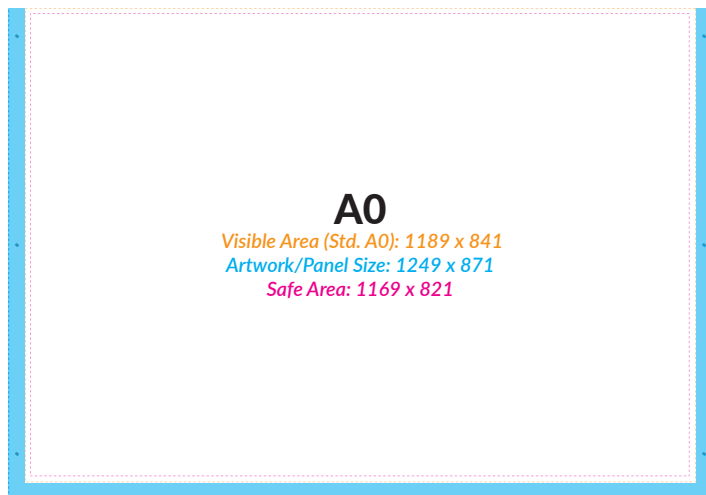 A0
Visible Area (Std. A0): 1189 x 841
Artwork/Panel Size: 1249 x 871
Safe Area: 1169 x 821